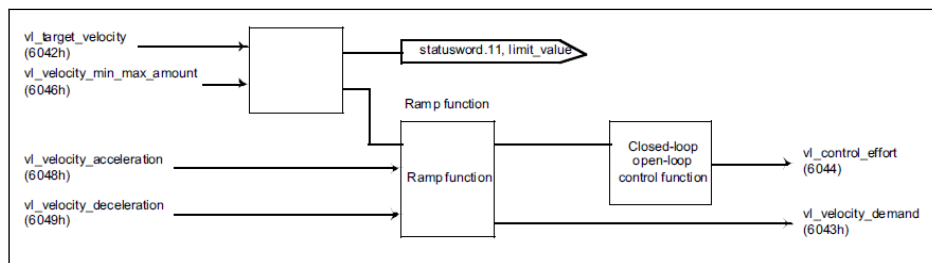 vl_target_velocity
(6042h)
vl_velocity_min_max_amount
(6046h)
statusword.11, limit_value
Ramp function
vl_velocity_acceleration
(6048h)
Ramp function
Closed-loop
open-loop
control function
vl_control_effort
(6044)
vl_velocity_deceleration
(6049h)
vl_velocity_demand
(6043h)